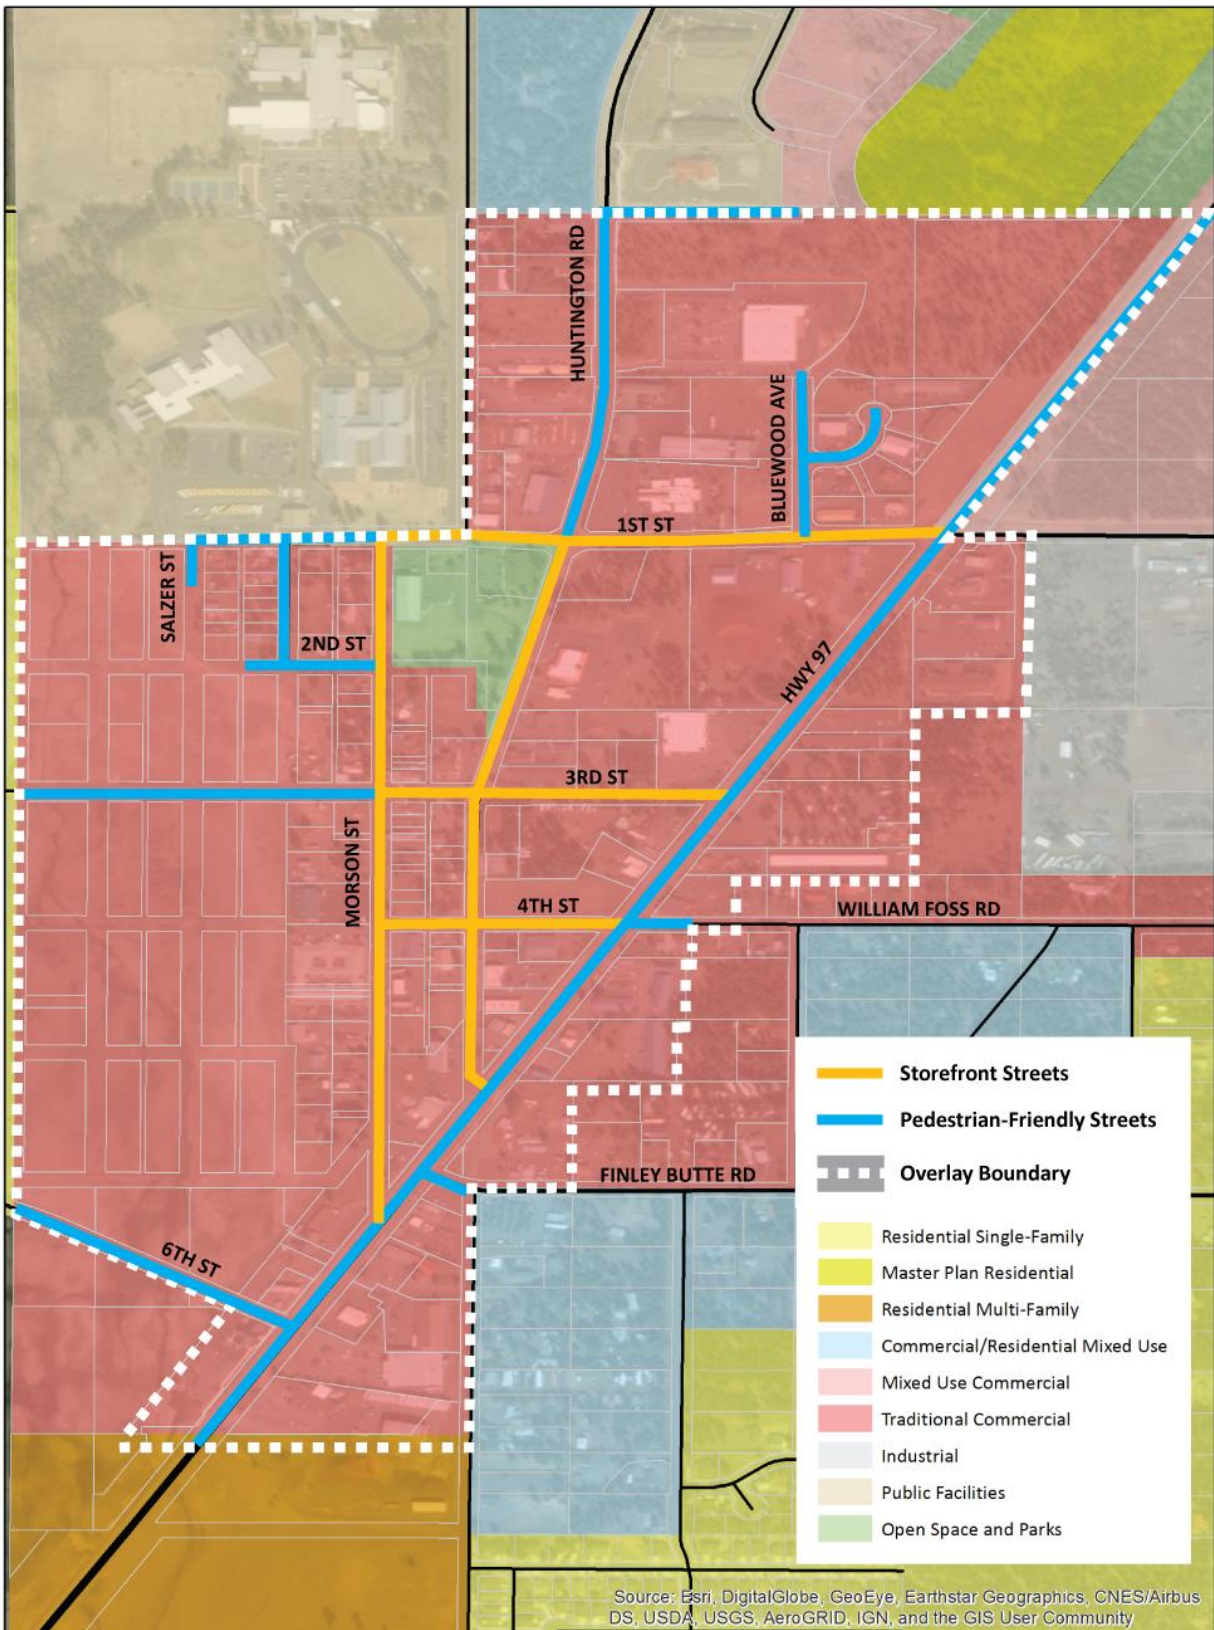 HUNTINGTON RD
BLUEWOOD AVE
1ST ST
SALZER ST
2ND ST
HWY 97
3RD ST
MORSON ST
4TH ST
WILLIAM FOSS RD
FINLEY BUTTE RD
6TH ST
Storefront Streets
Pedestrian-Friendly Streets
Overlay Boundary
Residential Single-Family
Master Plan Residential
Residential Multi-Family
Commercial/Residential Mixed Use
Mixed Use Commercial
Traditional Commercial
Industrial
Public Facilities
Open Space and Parks
Source: Esri, DigitalGlobe, GeoEye, Earthstar Geographics, CNES/Airbus
DS, USDA, USGS, AeroGRID, IGN, and the GIS User Community